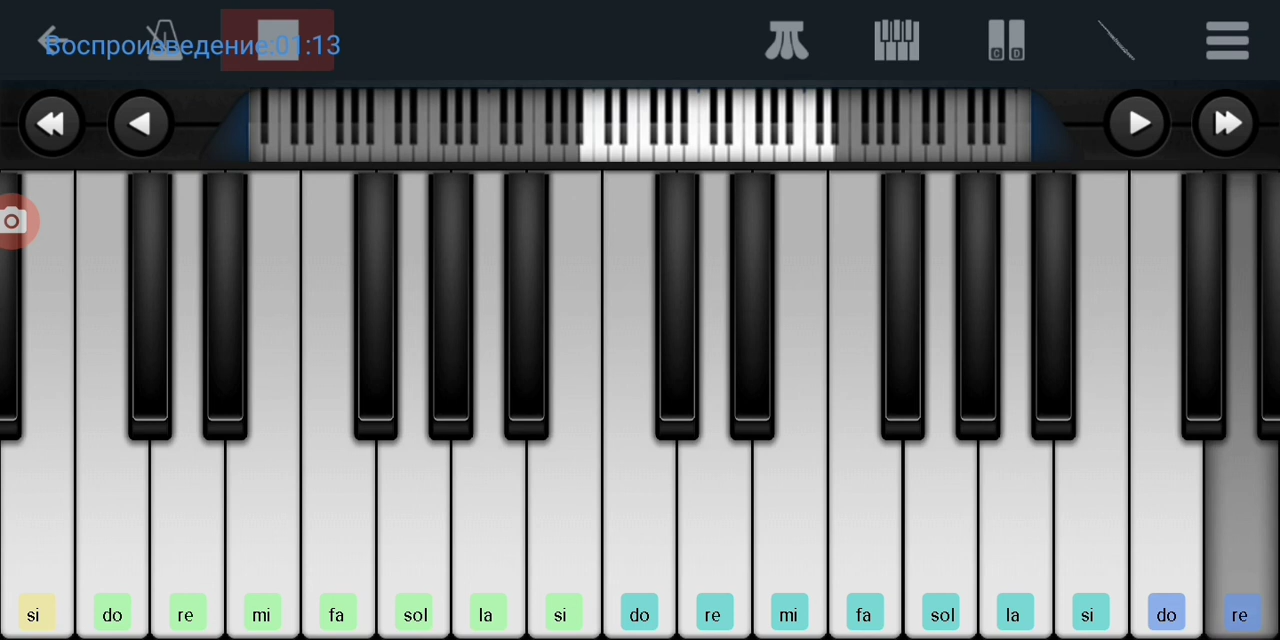 Воспроизведение:01:13
C D
si do re mi fa sol la si do re mi fa sol la si do re